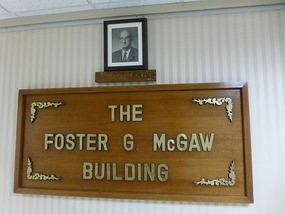 THE
FOSTER G McGAW
BUILDING